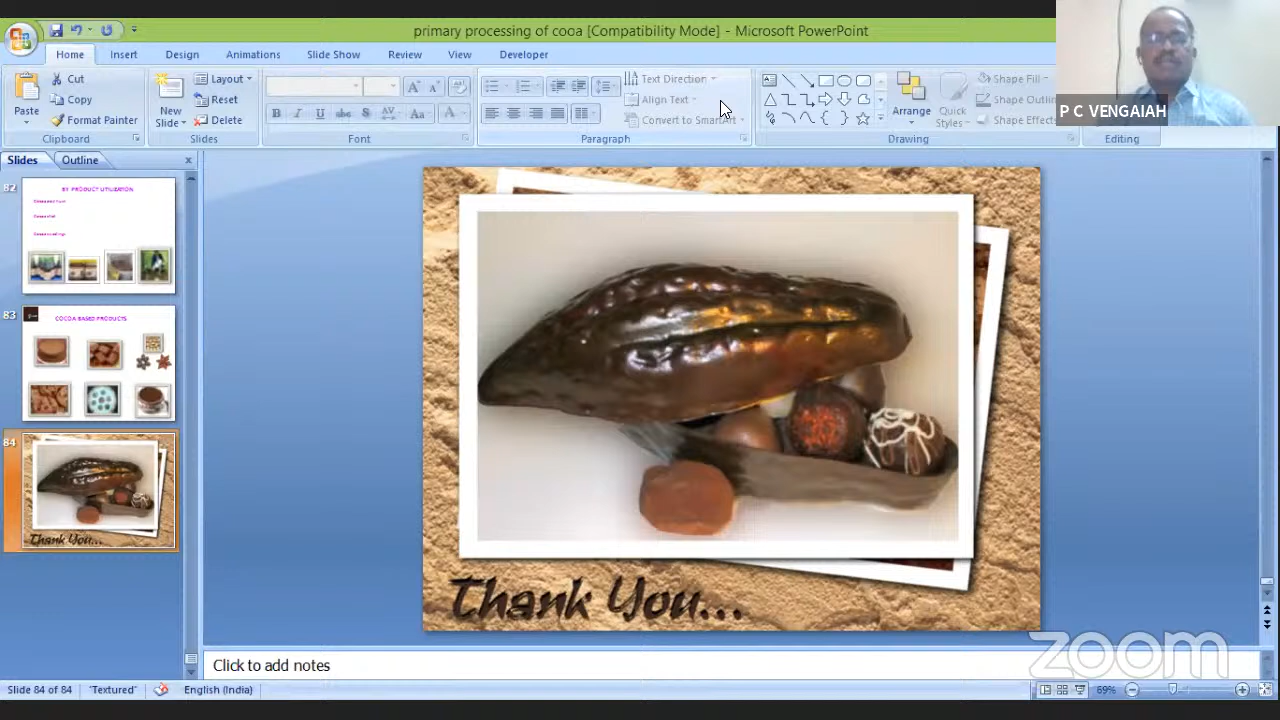 primary processing of cooa [Compatibility Mode] - Microsoft PowerPoint
Home Insert Design Animations Slide Show Review View Developer
Paste
Cut
Copy
Format Painter
Clipboard
New Slide
Layout
Reset
Delete
Slides
B I U abc S AV Aa A
Font
Text Direction
Align Text
Convert to SmartArt
Paragraph
Arrange
Quick Styles
Shape Fill
Shape Outline
Shape Effects
Drawing
Editing
P C VENGAIAH
Slides Outline
82
BY PRODUCT UTILIZATION
83
COCOA BASED PRODUCTS
84
Thank You...
Thank You...
zoom
Click to add notes
Slide 84 of 84 "Textured" English (India) 69%